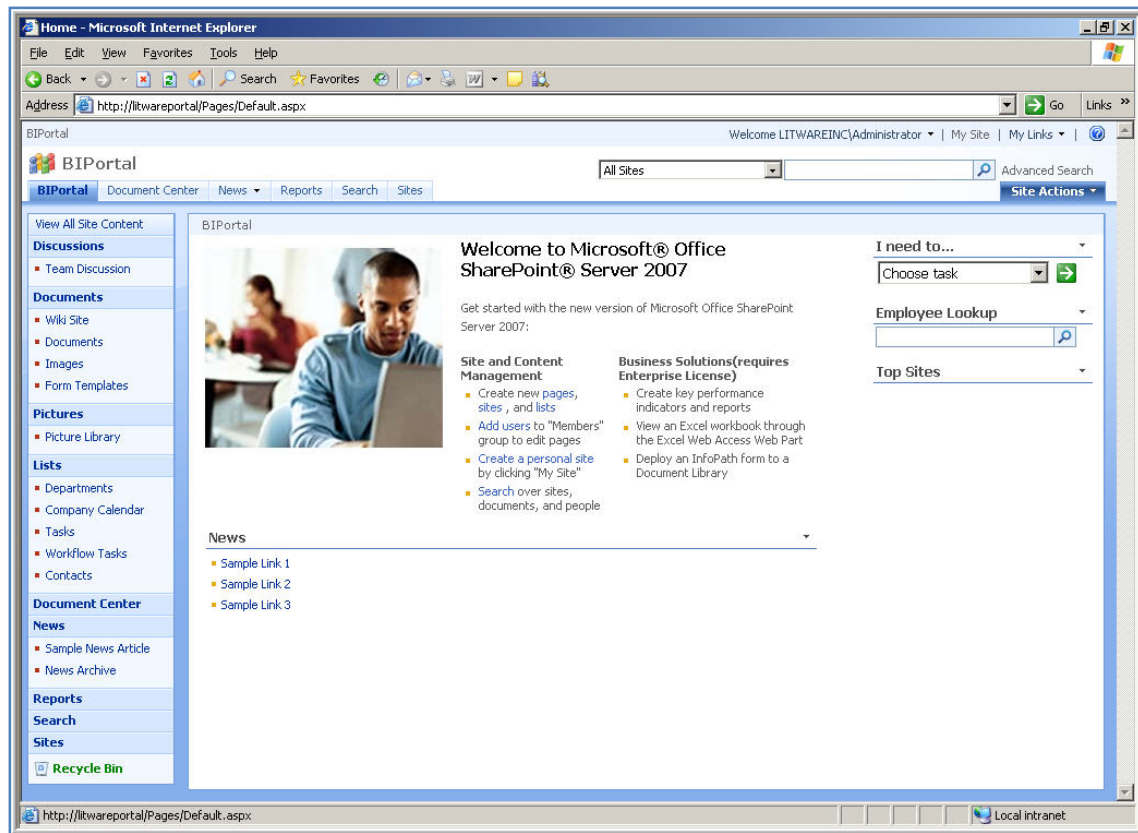 Home - Microsoft Internet Explorer
File Edit View Favorites Tools Help
Back Search Favorites
Address http://litwareportal/Pages/Default.aspx Go Links »
BIPortal Welcome LITWAREINC\Administrator | My Site | My Links |
BIPortal All Sites Advanced Search
BIPortal Document Center News Reports Search Sites Site Actions
View All Site Content
Discussions
Team Discussion
Documents
Wiki Site
Documents
Images
Form Templates
Pictures
Picture Library
Lists
Departments
Company Calendar
Tasks
Workflow Tasks
Contacts
Document Center
News
Sample News Article
News Archive
Reports
Search
Sites
Recycle Bin
BIPortal
Welcome to Microsoft® Office
SharePoint® Server 2007
Get started with the new version of Microsoft Office SharePoint
Server 2007:
Site and Content
Management
Create new pages,
sites , and lists
Add users to "Members"
group to edit pages
Create a personal site
by clicking "My Site"
Search over sites,
documents, and people
Business Solutions(requires
Enterprise License)
Create key performance
indicators and reports
View an Excel workbook through
the Excel Web Access Web Part
Deploy an InfoPath form to a
Document Library
News
Sample Link 1
Sample Link 2
Sample Link 3
I need to...
Choose task
Employee Lookup
Top Sites
http://litwareportal/Pages/Default.aspx Local intranet